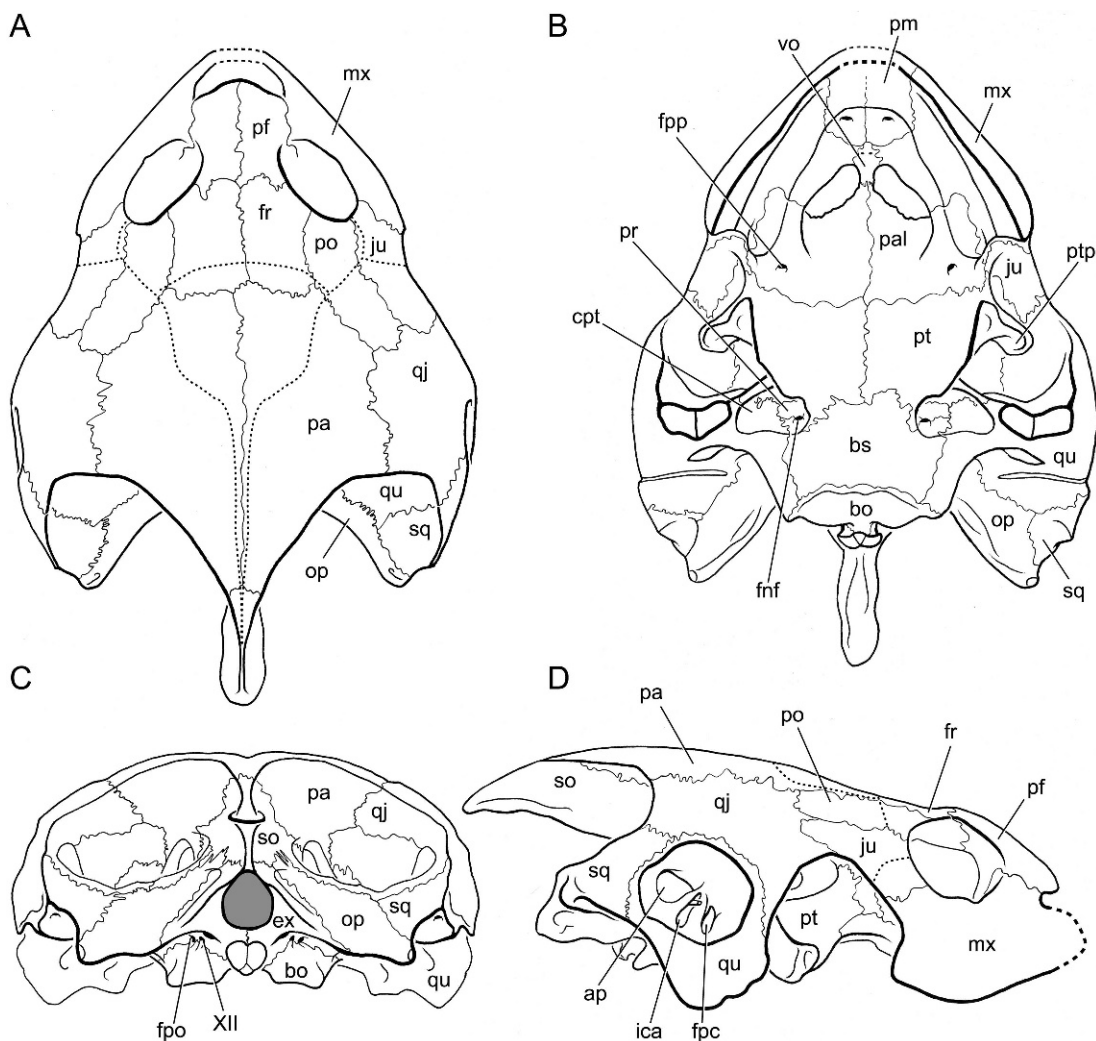 A
mx
pf
fr
po
ju
qj
pa
qu
sq
op
B
pm
vo
mx
fpp
pal
ju
ptp
pr
cpt
pt
bs
qu
bo
op
fnf
sq
C
pa
qj
so
sq
ex
op
bo
qu
fpo
XII
D
pa
po
fr
pf
so
qj
ju
sq
pt
mx
qu
ap
ica
fpc